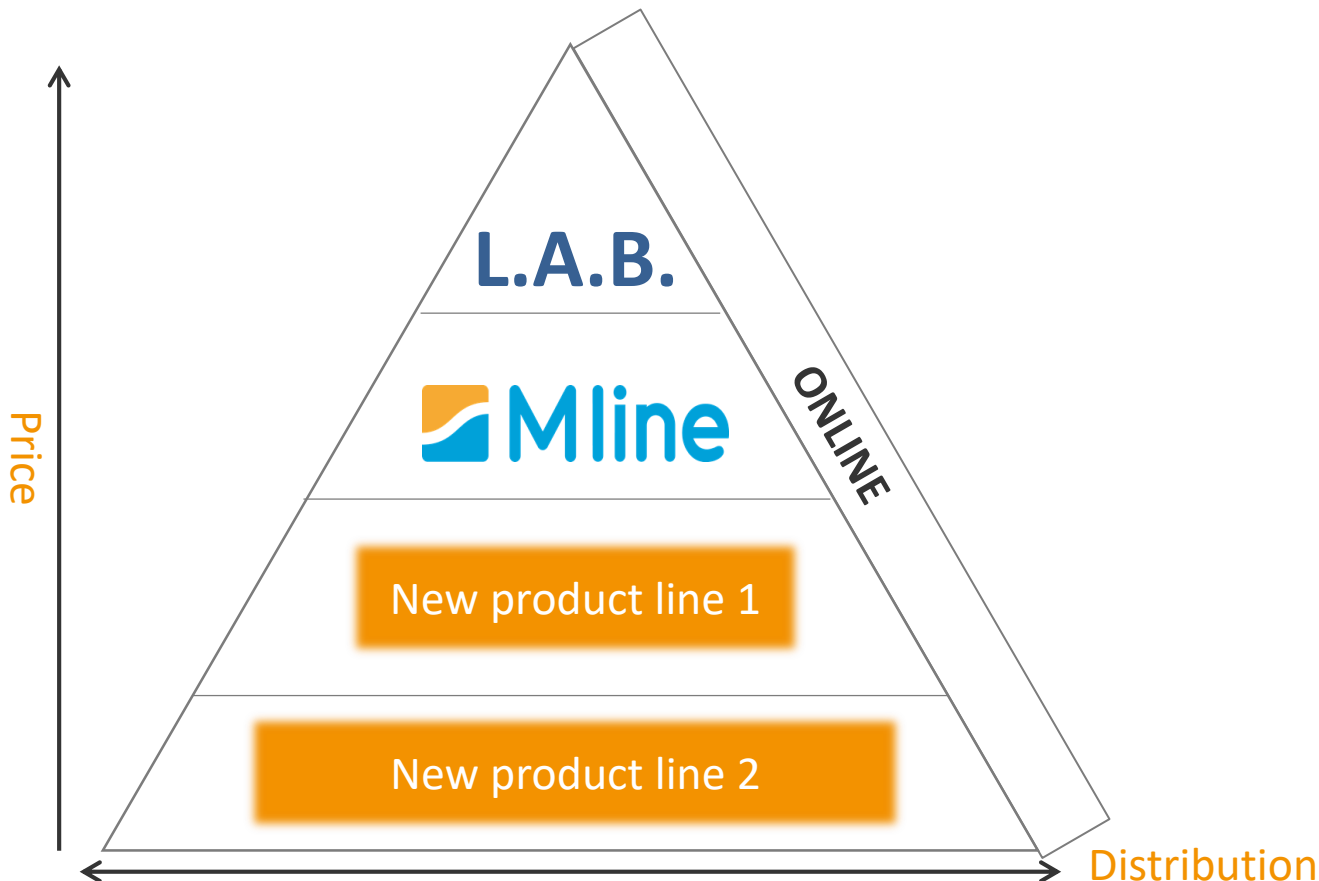 L.A.B.
Mline
ONLINE
Price
New product line 1
New product line 2
Distribution